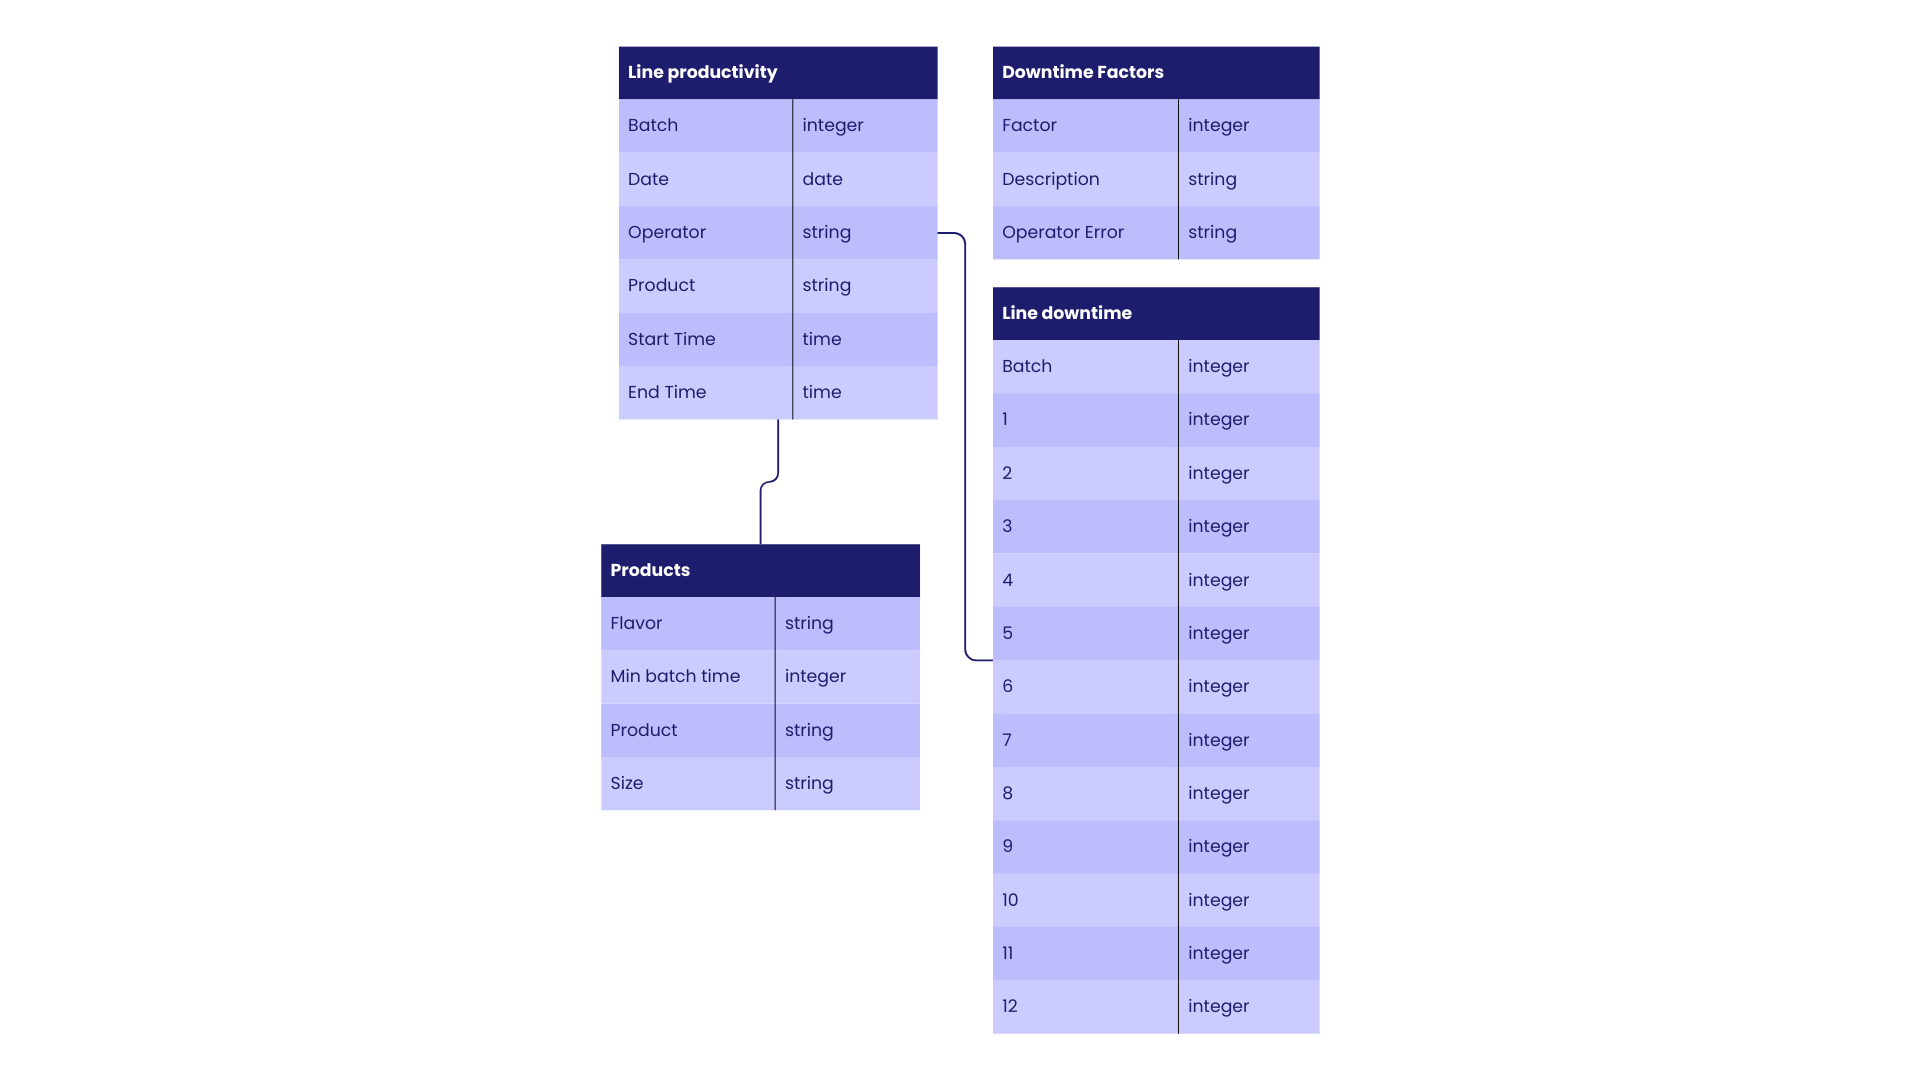 Line productivity
Batch integer
Date date
Operator string
Product string
Start Time time
End Time time
Downtime Factors
Factor integer
Description string
Operator Error string
Line downtime
Batch integer
1 integer
2 integer
3 integer
4 integer
5 integer
6 integer
7 integer
8 integer
9 integer
10 integer
11 integer
12 integer
Products
Flavor string
Min batch time integer
Product string
Size string